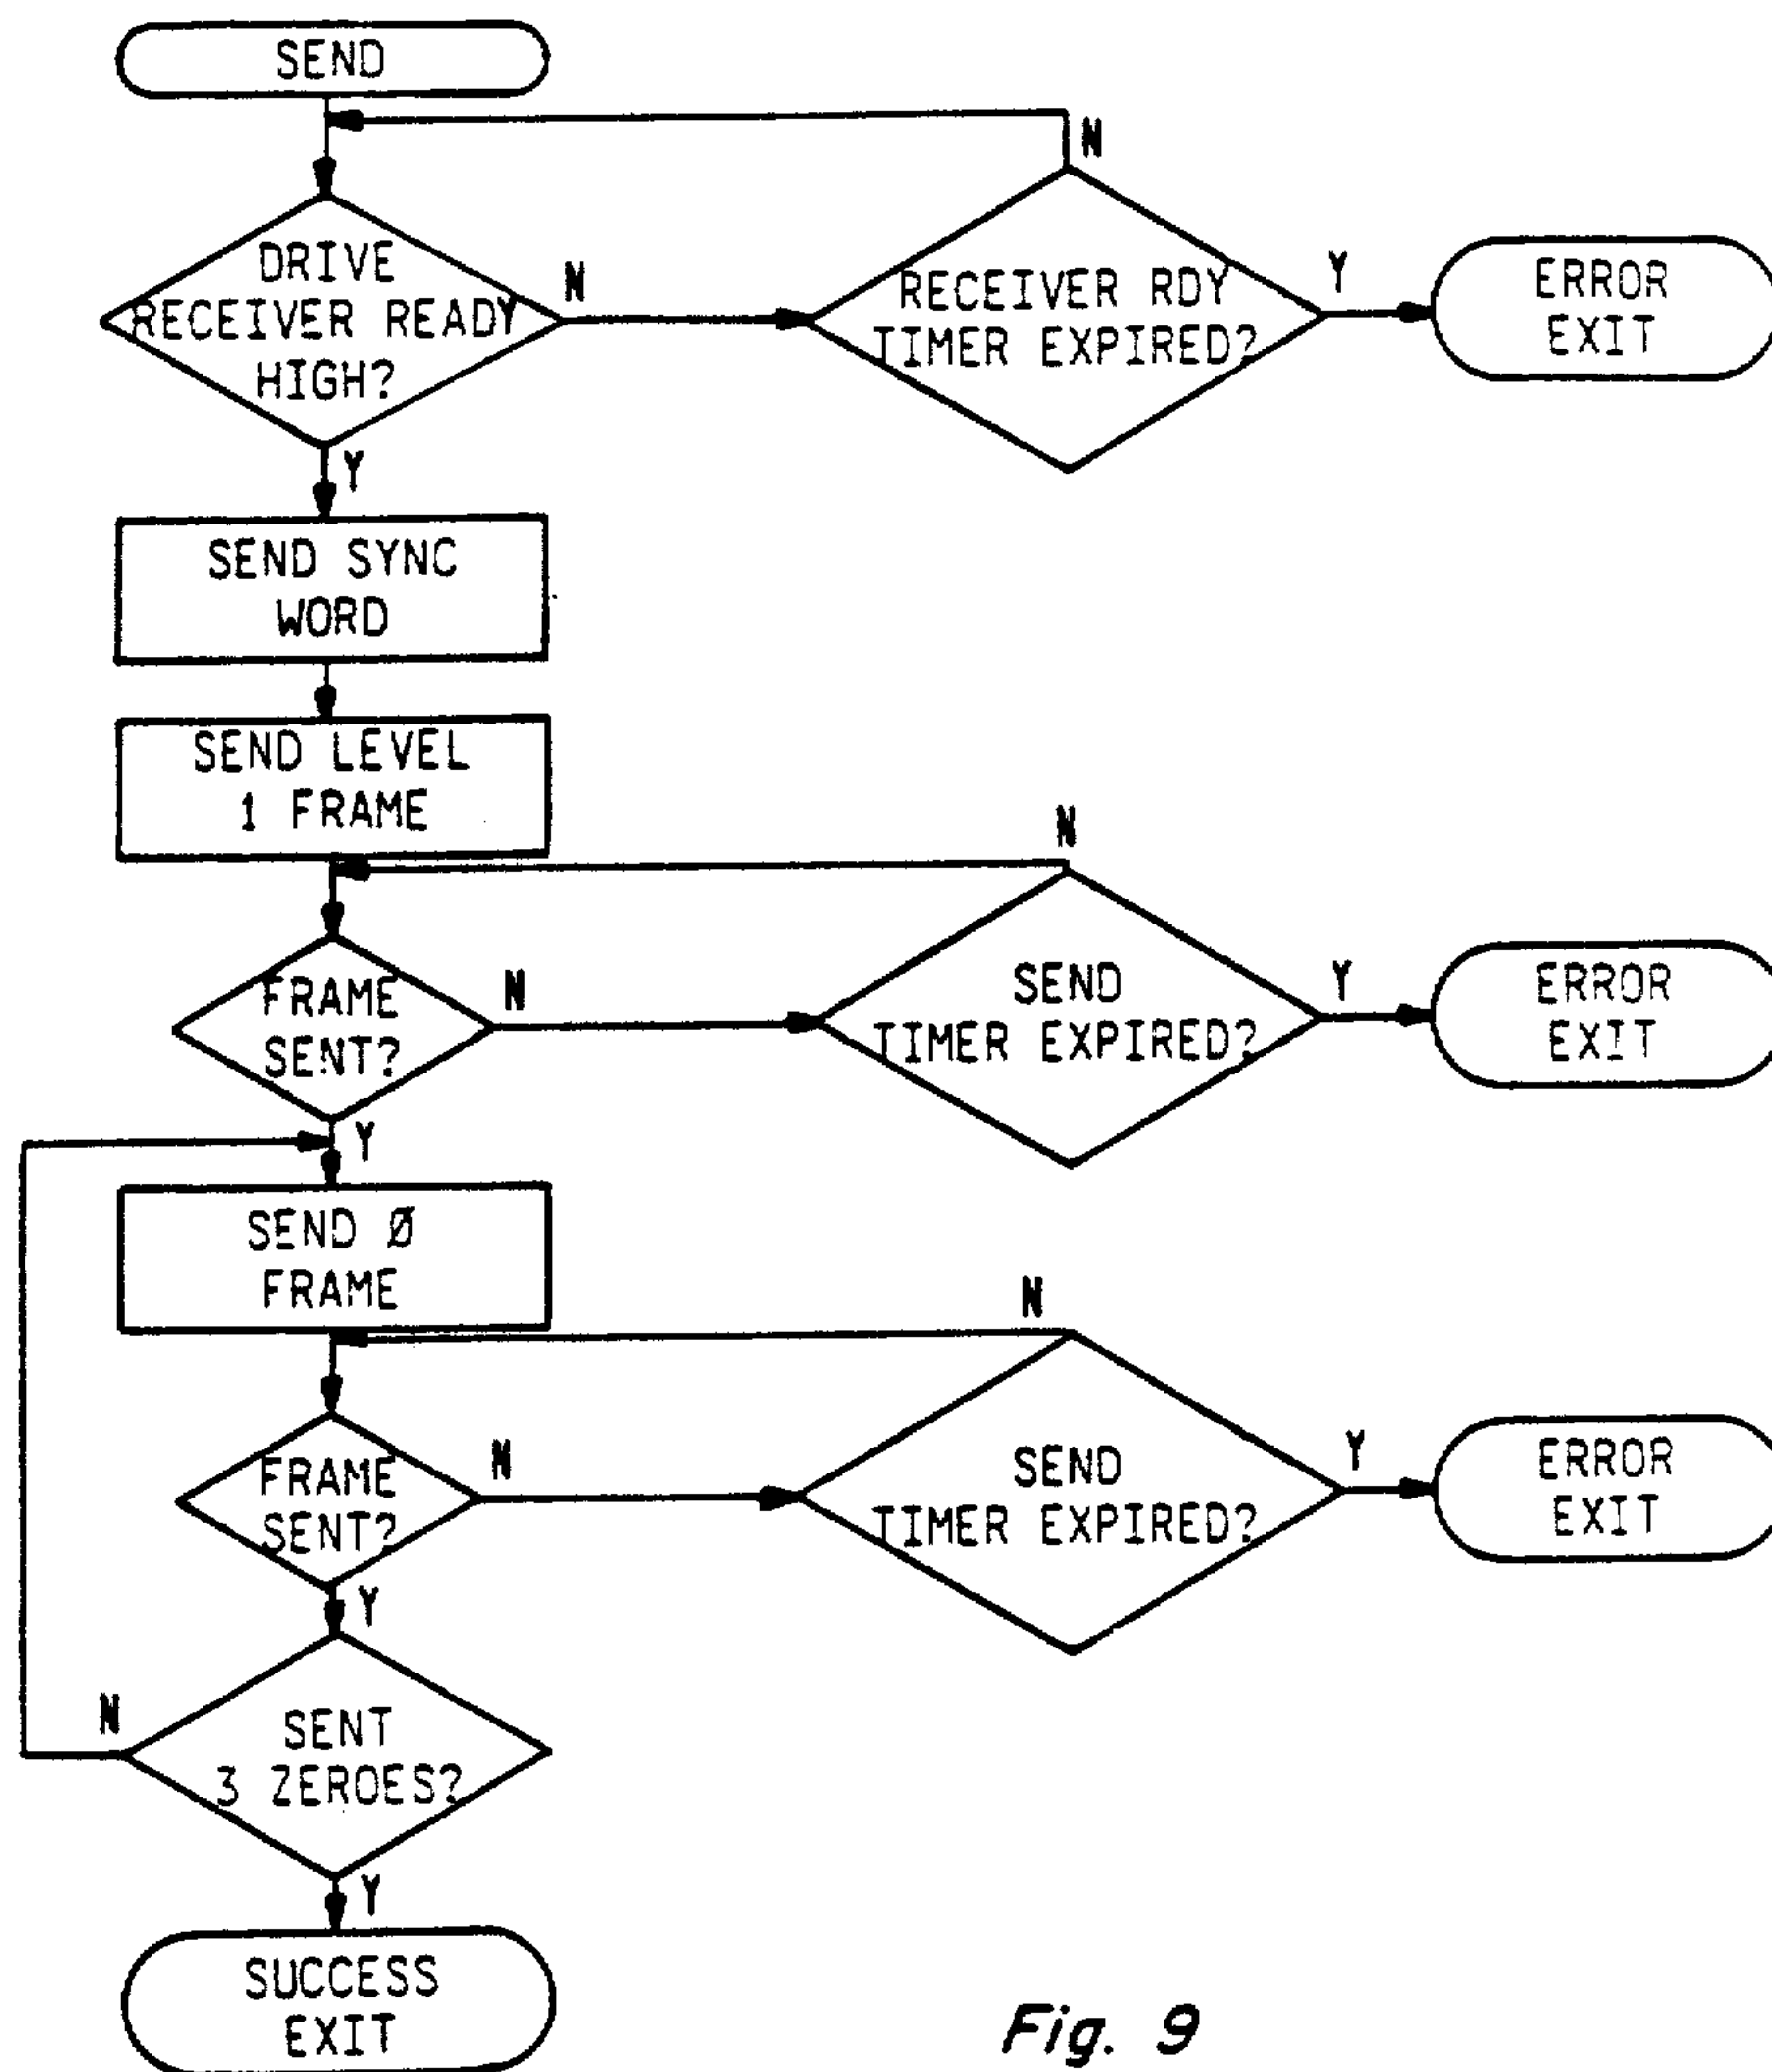 SEND
N
DRIVE
RECEIVER READY
HIGH?
N
RECEIVER RDY
TIMER EXPIRED?
Y
ERROR
EXIT
Y
SEND SYNC
WORD
SEND LEVEL
1 FRAME
N
FRAME
SENT?
N
SEND
TIMER EXPIRED?
Y
ERROR
EXIT
Y
SEND Ø
FRAME
N
FRAME
SENT?
N
SEND
TIMER EXPIRED?
Y
ERROR
EXIT
Y
N
SENT
3 ZEROES?
Y
SUCCESS
EXIT
Fig. 9